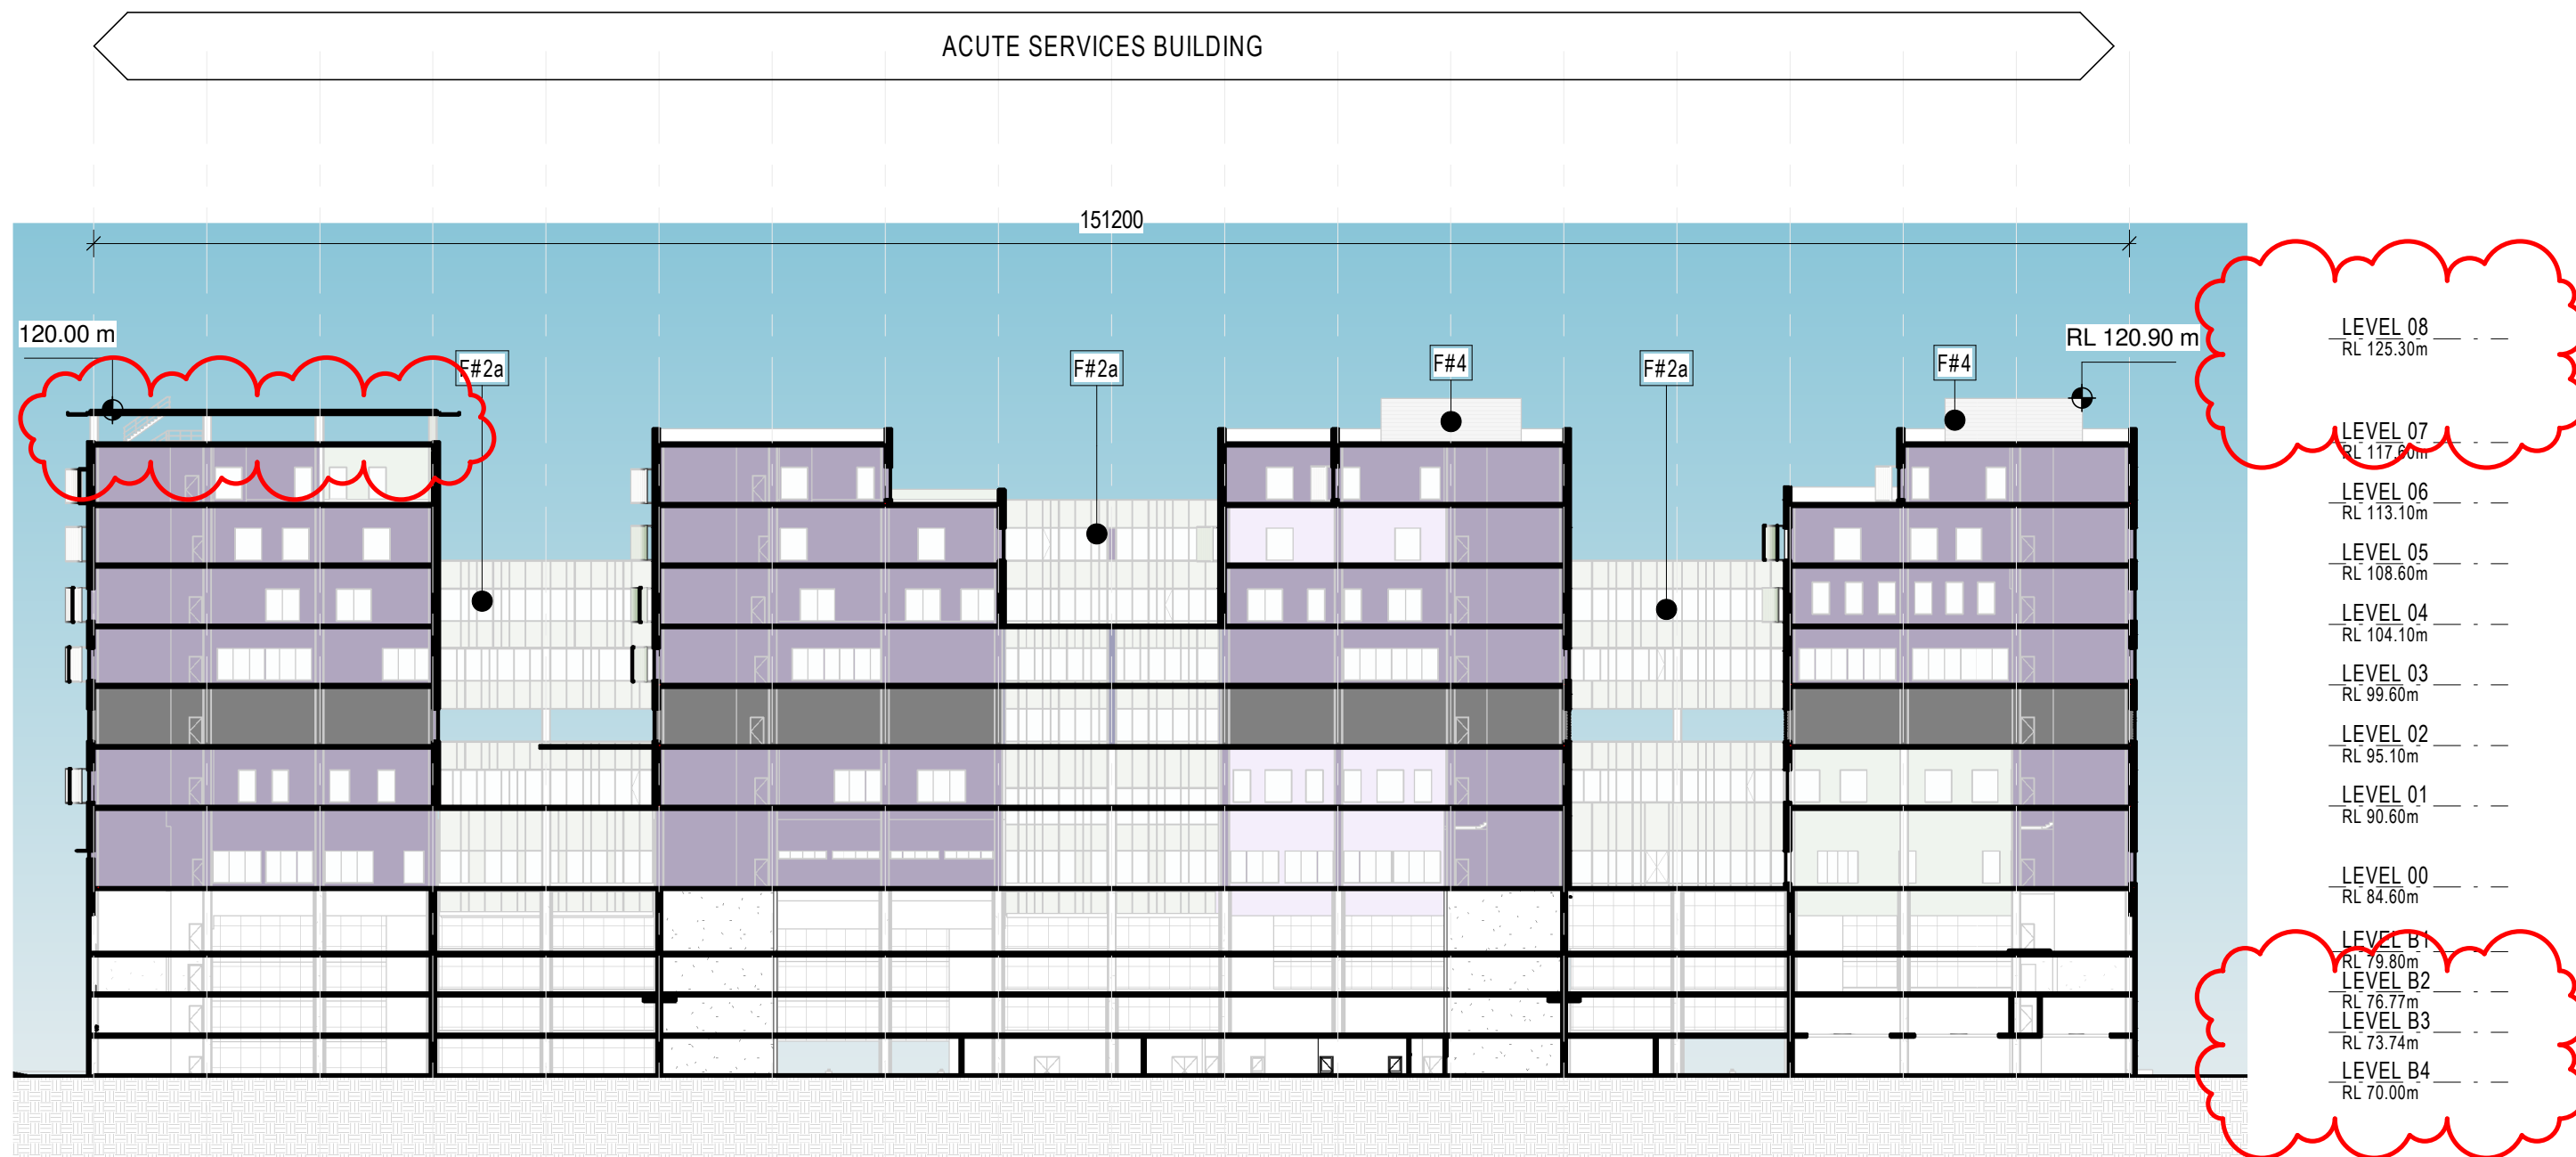 ACUTE SERVICES BUILDING
151200
120.00 m
F#2a
F#2a
F#4
F#2a
F#4
RL 120.90 m
LEVEL 08
RL 125.30m
LEVEL 07
RL 117.60m
LEVEL 06
RL 113.10m
LEVEL 05
RL 108.60m
LEVEL 04
RL 104.10m
LEVEL 03
RL 99.60m
LEVEL 02
RL 95.10m
LEVEL 01
RL 90.60m
LEVEL 00
RL 84.60m
LEVEL B1
RL 79.80m
LEVEL B2
RL 76.77m
LEVEL B3
RL 73.74m
LEVEL B4
RL 70.00m